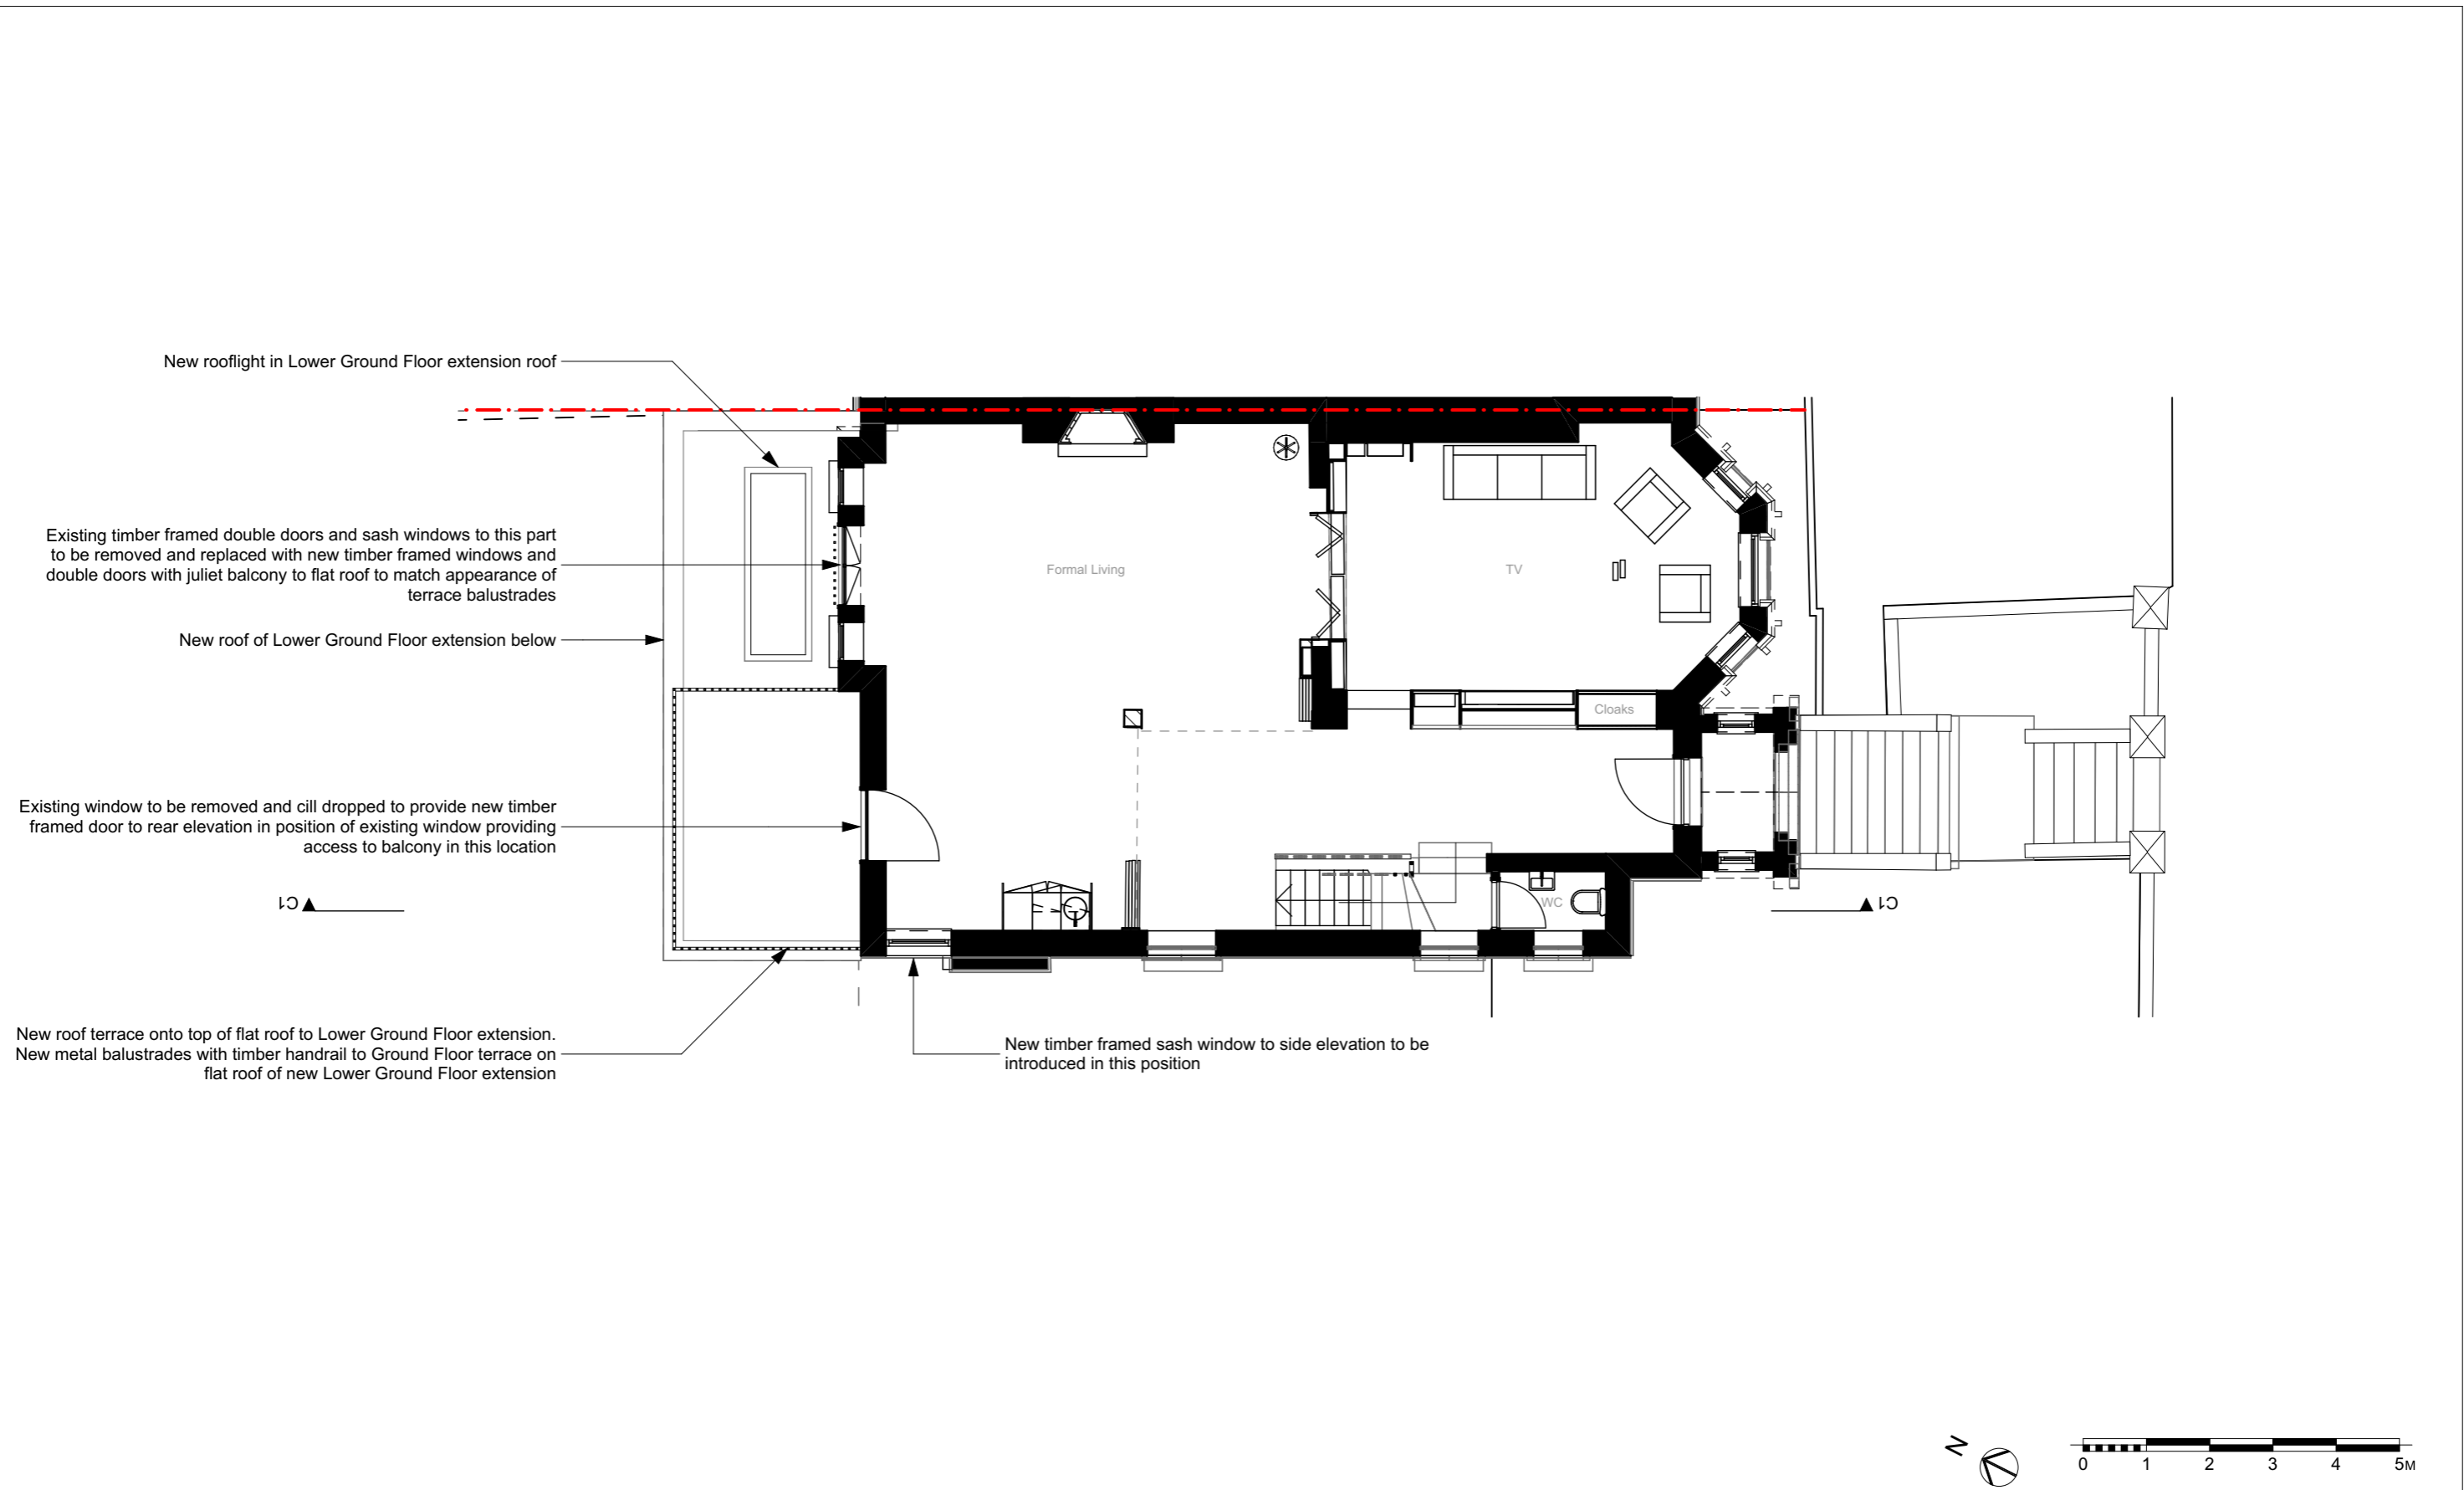 New rooflight in Lower Ground Floor extension roof
Existing timber framed double doors and sash windows to this part
to be removed and replaced with new timber framed windows and
double doors with juliet balcony to flat roof to match appearance of
terrace balustrades
Formal Living
TV
New roof of Lower Ground Floor extension below
Cloaks
Existing window to be removed and cill dropped to provide new timber
framed door to rear elevation in position of existing window providing
access to balcony in this location
C1
WC
C1
New roof terrace onto top of flat roof to Lower Ground Floor extension.
New metal balustrades with timber handrail to Ground Floor terrace on
flat roof of new Lower Ground Floor extension
New timber framed sash window to side elevation to be
introduced in this position
N
0 1 2 3 4 5M